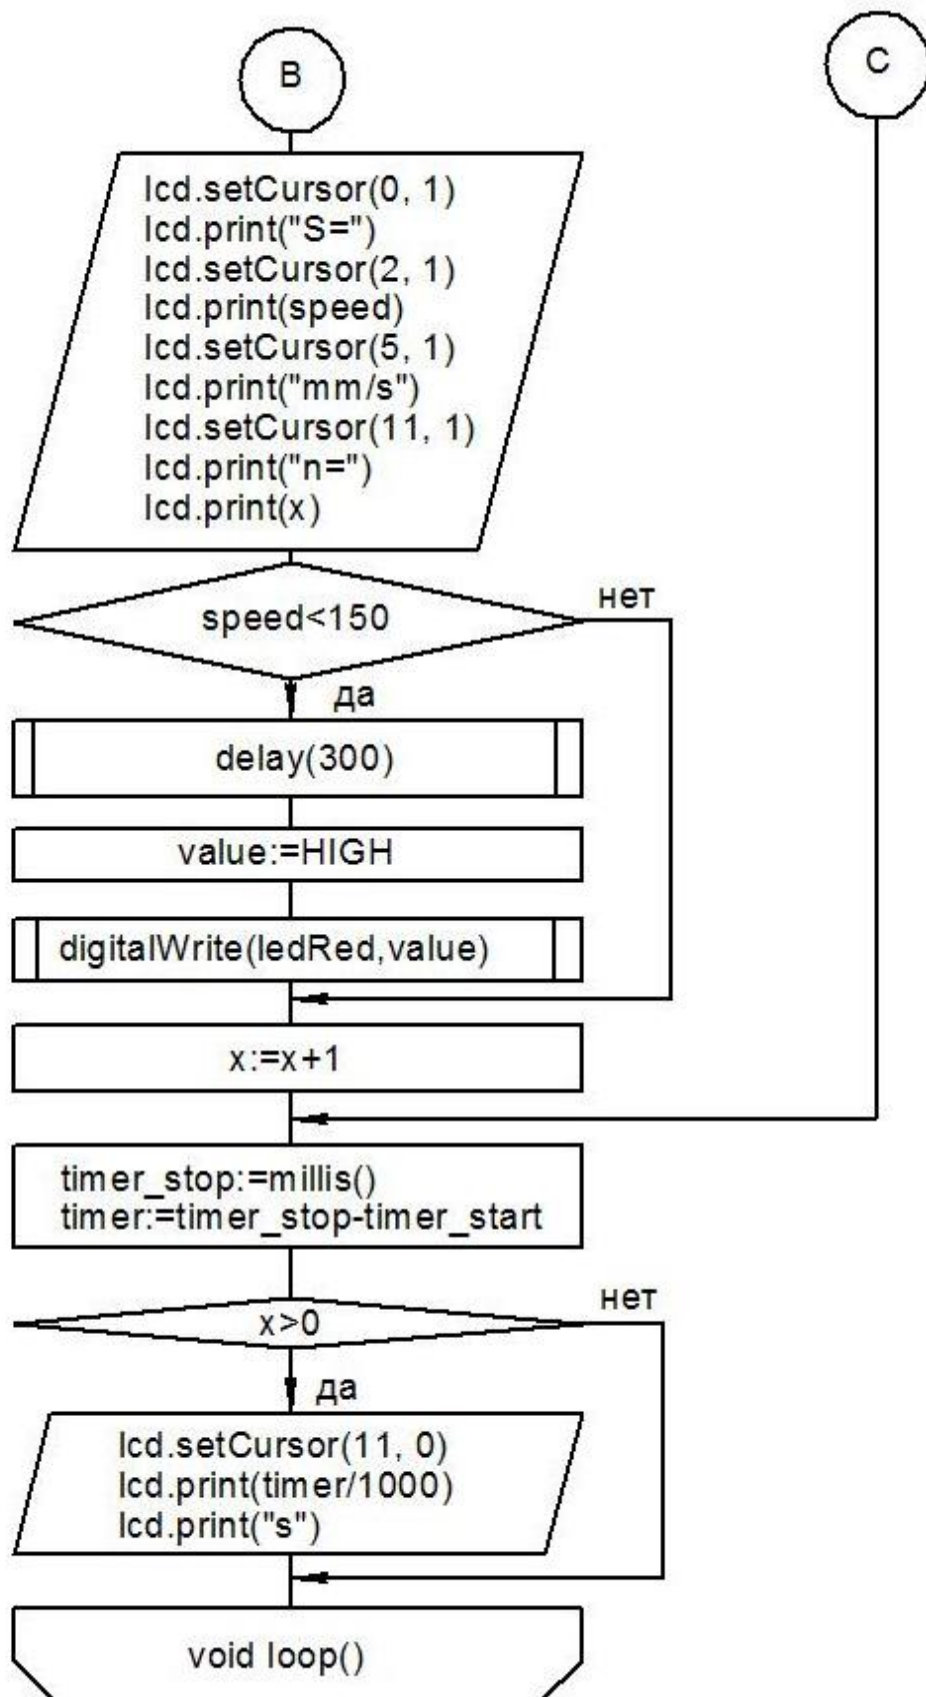 B
C
lcd.setCursor(0, 1)
lcd.print("S=")
lcd.setCursor(2, 1)
lcd.print(speed)
lcd.setCursor(5, 1)
lcd.print("mm/s")
lcd.setCursor(11, 1)
lcd.print("n=")
lcd.print(x)
speed<150
нет
да
delay(300)
value:=HIGH
digitalWrite(ledRed,value)
x:=x+1
timer_stop:=millis()
timer:=timer_stop-timer_start
x>0
нет
да
lcd.setCursor(11, 0)
lcd.print(timer/1000)
lcd.print("s")
void loop()